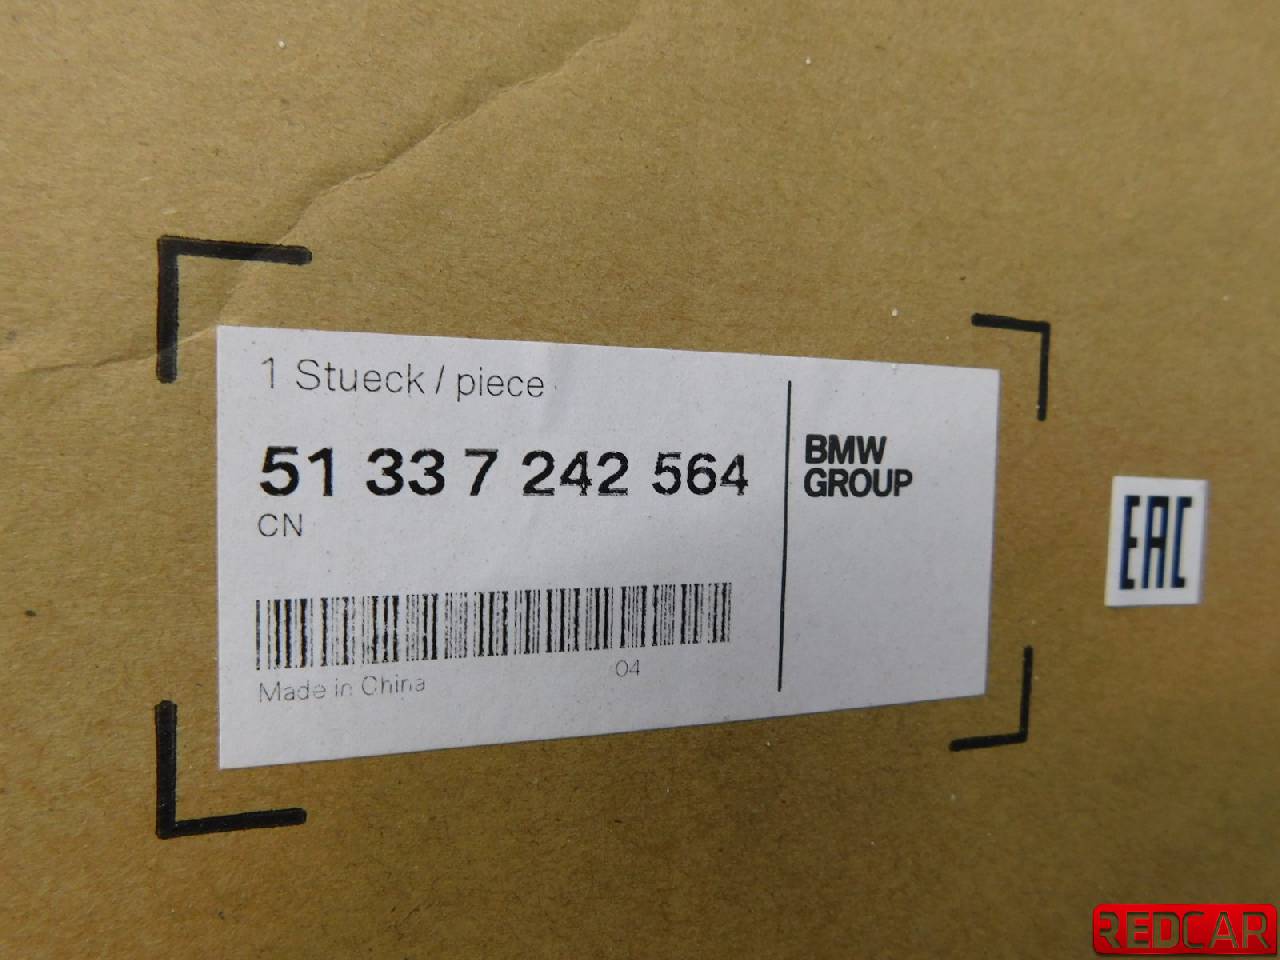 1 Stueck / piece
51 33 7 242 564
CN
BMW
GROUP
04
Made in China
EAC
REDCAR